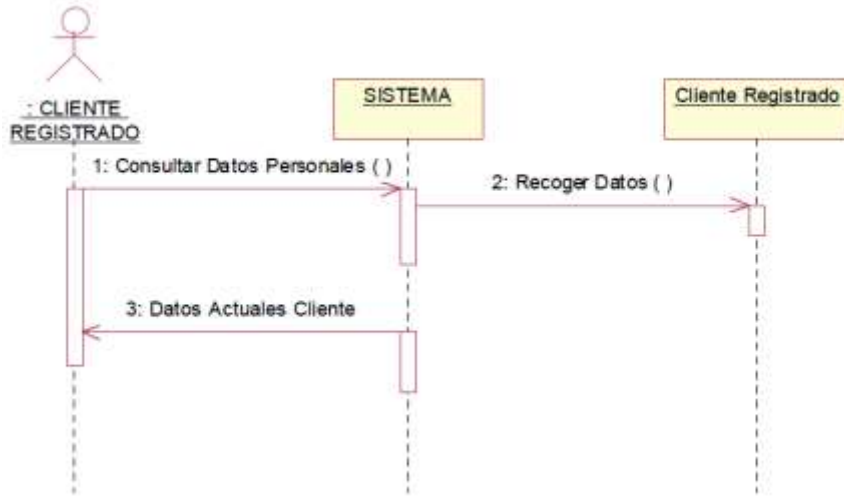 : CLIENTE
REGISTRADO
SISTEMA
Cliente Registrado
1: Consultar Datos Personales ( )
2: Recoger Datos ( )
3: Datos Actuales Cliente